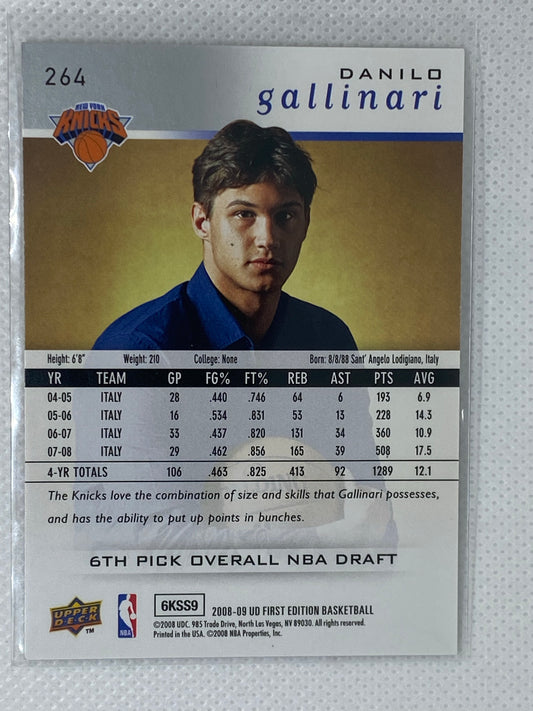 264
DANILO
gallinari
NEW YORK
KNICKS
Height: 6'8" Weight: 210 College: None Born: 8/8/88 Sant' Angelo Lodigiano, Italy
YR TEAM GP FG% FT% REB AST PTS AVG
04-05 ITALY 28 .440 .746 64 6 193 6.9
05-06 ITALY 16 .534 .831 53 13 228 14.3
06-07 ITALY 33 .437 .820 131 34 360 10.9
07-08 ITALY 29 .462 .856 165 39 508 17.5
4-YR TOTALS 106 .463 .825 413 92 1289 12.1
The Knicks love the combination of size and skills that Gallinari possesses,
and has the ability to put up points in bunches.
6TH PICK OVERALL NBA DRAFT
UPPER
DECK
TM
NBA
6KSS9
2008-09 UD FIRST EDITION BASKETBALL
©2008 UDC. 985 Trade Drive, North Las Vegas, NV 89030. All rights reserved.
Printed in the USA. ©2008 NBA Properties, Inc.